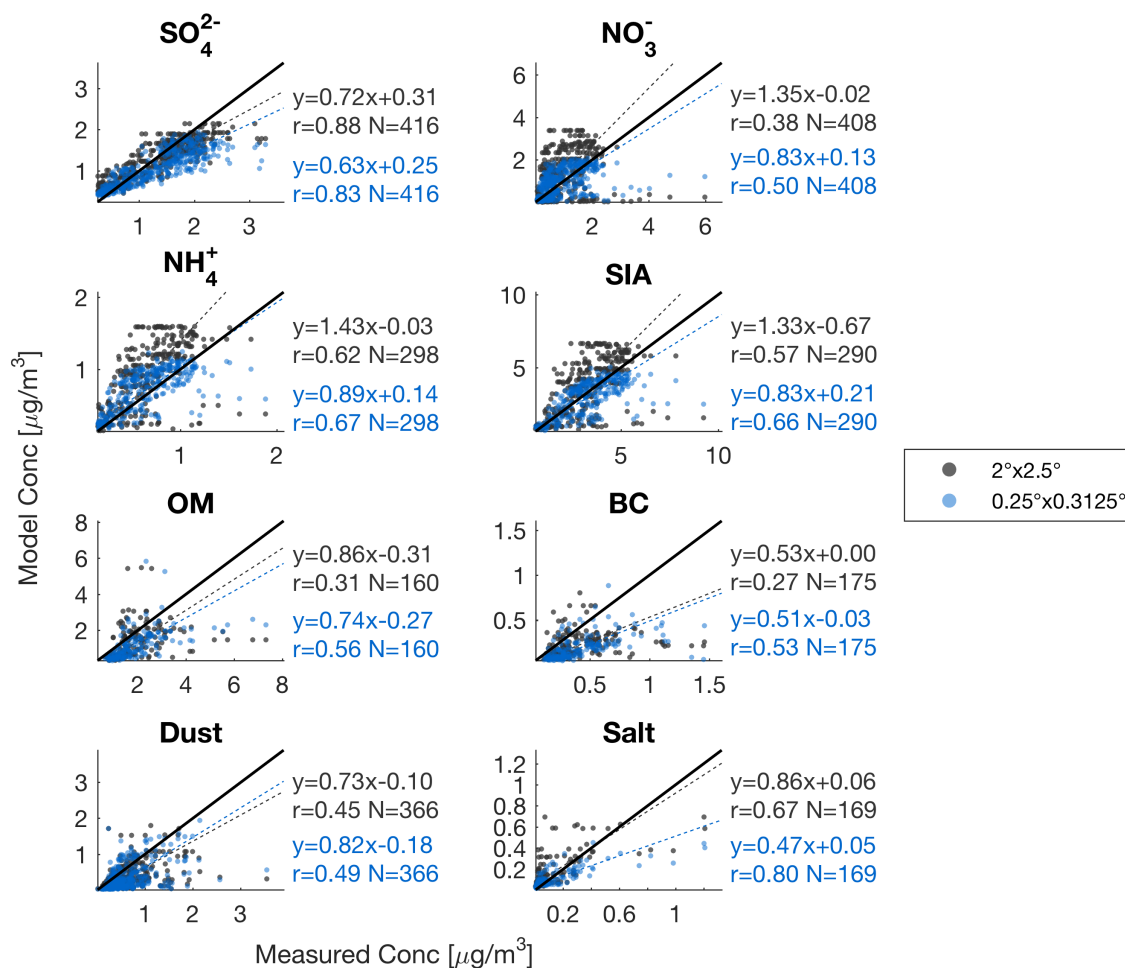 SO₄²⁻
3
2
1
1 2 3
y=0.72x+0.31
r=0.88 N=416
y=0.63x+0.25
r=0.83 N=416
NO₃⁻
6
4
2
2 4 6
y=1.35x-0.02
r=0.38 N=408
y=0.83x+0.13
r=0.50 N=408
NH₄⁺
2
1
1 2
y=1.43x-0.03
r=0.62 N=298
y=0.89x+0.14
r=0.67 N=298
SIA
10
5
5 10
y=1.33x-0.67
r=0.57 N=290
y=0.83x+0.21
r=0.66 N=290
Model Conc [μg/m³]
2°x2.5°
0.25°x0.3125°
OM
8
6
4
2
2 4 6 8
y=0.86x-0.31
r=0.31 N=160
y=0.74x-0.27
r=0.56 N=160
BC
1.5
1
0.5
0.5 1 1.5
y=0.53x+0.00
r=0.27 N=175
y=0.51x-0.03
r=0.53 N=175
Dust
3
2
1
1 2 3
y=0.73x-0.10
r=0.45 N=366
y=0.82x-0.18
r=0.49 N=366
Salt
1.2
1
0.8
0.6
0.4
0.2
0.2 0.6 1
y=0.86x+0.06
r=0.67 N=169
y=0.47x+0.05
r=0.80 N=169
Measured Conc [μg/m³]